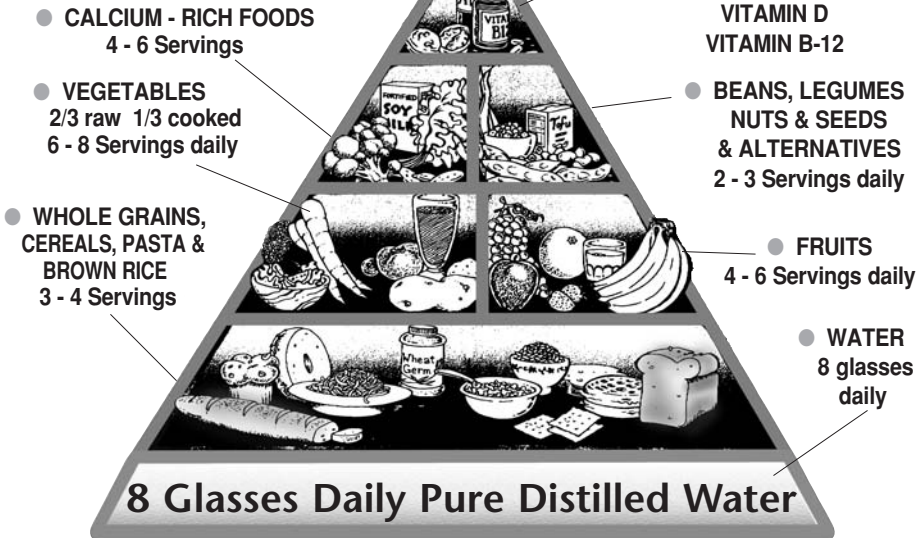 CALCIUM - RICH FOODS
4 - 6 Servings
VEGETABLES
2/3 raw 1/3 cooked
6 - 8 Servings daily
WHOLE GRAINS,
CEREALS, PASTA &
BROWN RICE
3 - 4 Servings
VITAMIN D
VITAMIN B-12
BEANS, LEGUMES
NUTS & SEEDS
& ALTERNATIVES
2 - 3 Servings daily
FRUITS
4 - 6 Servings daily
WATER
8 glasses
daily
VITA
FORTIFIED
SOY
MILK
Tofu
Wheat
Germ
8 Glasses Daily Pure Distilled Water